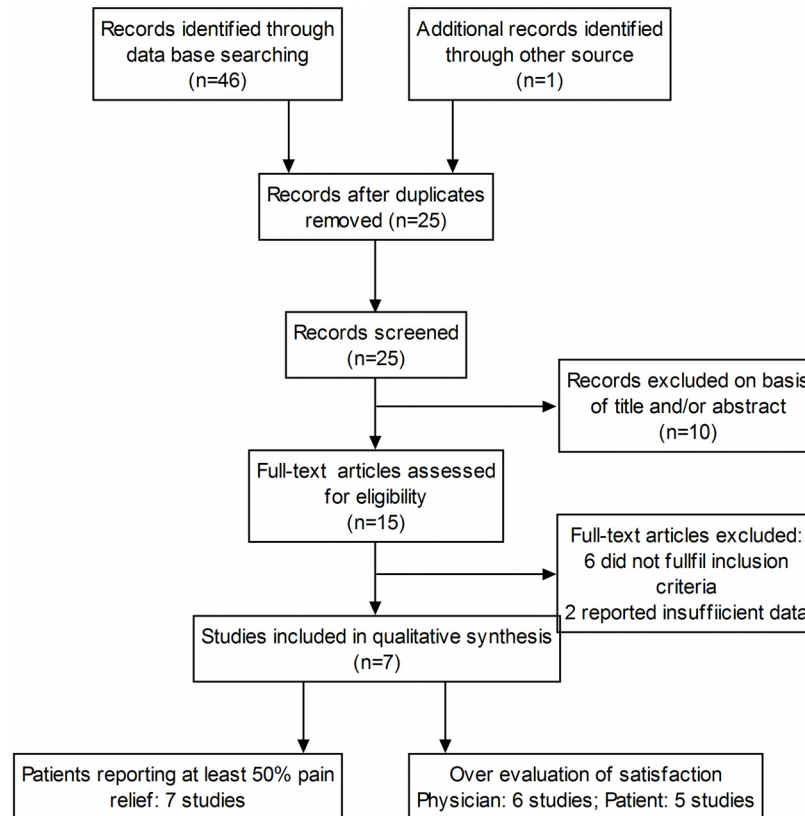 Records identified through
data base searching
(n=46)
Additional records identified
through other source
(n=1)
Records after duplicates
removed (n=25)
Records screened
(n=25)
Records excluded on basis
of title and/or abstract
(n=10)
Full-text articles assessed
for eligibility
(n=15)
Full-text articles excluded:
6 did not fullfil inclusion
criteria
2 reported insufiicient data
Studies included in qualitative synthesis
(n=7)
Patients reporting at least 50% pain
relief: 7 studies
Over evaluation of satisfaction
Physician: 6 studies; Patient: 5 studies